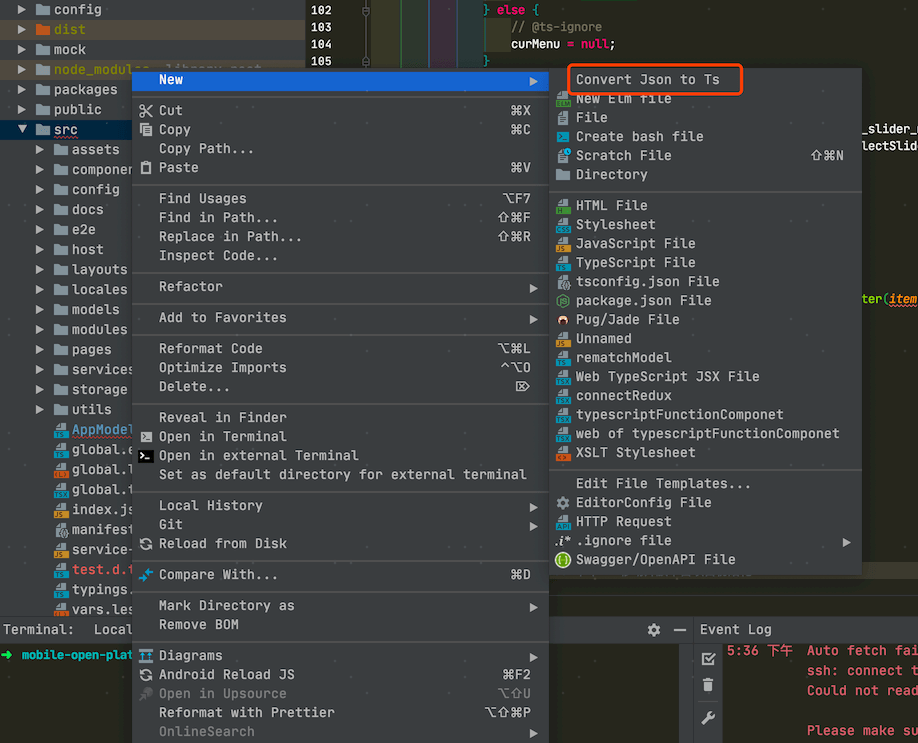 config
dist
mock
node_modules library root
packages
public
src
assets
componen
config
docs
e2e
host
layouts
locales
models
modules
pages
services
storage
utils
AppModel
global.
global.
global.
index.js
manifest
service-
test.d.t
typings.
vars.les
102 } else {
103 // @ts-ignore
104 curMenu = null;
105 }
_slider_
lectSlid
ter(item
New
Cut ⌘X
Copy ⌘C
Copy Path...
Paste ⌘V
Find Usages ⌥F7
Find in Path... ⇧⌘F
Replace in Path... ⇧⌘R
Inspect Code...
Refactor
Add to Favorites
Reformat Code ⌥⌘L
Optimize Imports ^⌥O
Delete... ⌦
Reveal in Finder
Open in Terminal
Open in external Terminal
Set as default directory for external terminal
Local History
Git
Reload from Disk
Compare With... ⌘D
Mark Directory as
Remove BOM
Diagrams
Android Reload JS ⌘F2
Open in Upsource ⌥⇧U
Reformat with Prettier ⌥⇧⌘P
OnlineSearch
Convert Json to Ts
New Elm file
File
Create bash file
Scratch File ⇧⌘N
Directory
HTML File
Stylesheet
JavaScript File
TypeScript File
tsconfig.json File
package.json File
Pug/Jade File
Unnamed
rematchModel
Web TypeScript JSX File
connectRedux
typescriptFunctionComponet
web of typescriptFunctionComponet
XSLT Stylesheet
Edit File Templates...
EditorConfig File
HTTP Request
.i* .ignore file
Swagger/OpenAPI File
Terminal: Local
→ mobile-open-plat
Event Log
5:36 下午 Auto fetch fai
ssh: connect t
Could not read
Please make su